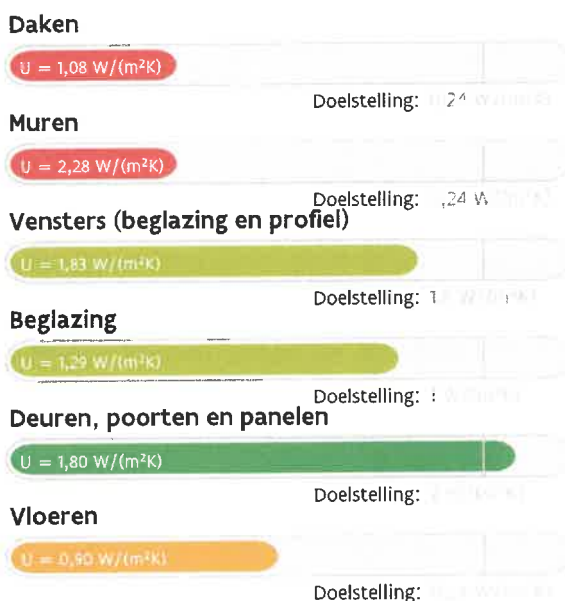 Daken
U = 1,08 W/(m²K)
Doelstelling:
Muren
U = 2,28 W/(m²K)
Doelstelling: ,24 W
Vensters (beglazing en profiel)
U = 1,83 W/(m²K)
Doelstelling:
Beglazing
U = 1,29 W/(m²K)
Doelstelling:
Deuren, poorten en panelen
U = 1,80 W/(m²K)
Doelstelling:
Vloeren
U = 0,90 W/(m²K)
Doelstelling: